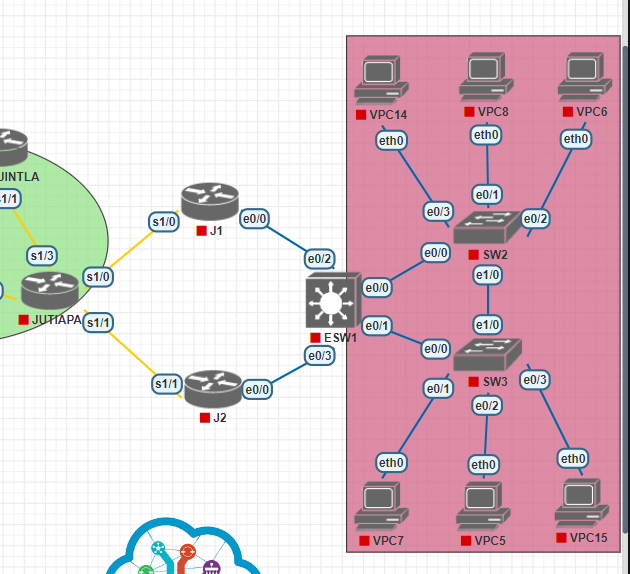 VPC14
VPC8
VPC6
eth0
eth0
eth0
UINTLA
s1/1
s1/0
J1
e0/0
e0/3
e0/1
e0/2
SW2
s1/3
e0/2
e0/0
JUTIAPA
s1/0
e0/0
e1/0
s1/1
ESW1
e0/1
e1/0
e0/3
e0/0
SW3
s1/1
J2
e0/0
e0/1
e0/2
e0/3
eth0
eth0
eth0
VPC7
VPC5
VPC15